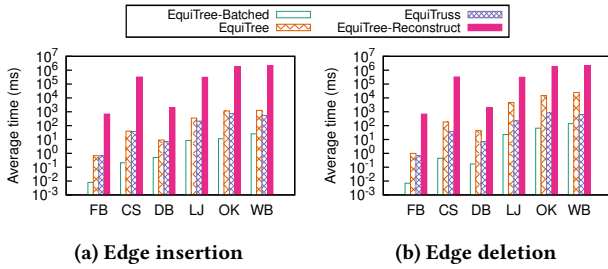 EquiTree-Batched EquiTruss
EquiTree EquiTree-Reconstruct
Average time (ms)
10^7
10^6
10^5
10^4
10^3
10^2
10^1
10^0
10^-1
10^-2
10^-3
FB CS DB LJ OK WB
(a) Edge insertion
Average time (ms)
10^7
10^6
10^5
10^4
10^3
10^2
10^1
10^0
10^-1
10^-2
10^-3
FB CS DB LJ OK WB
(b) Edge deletion